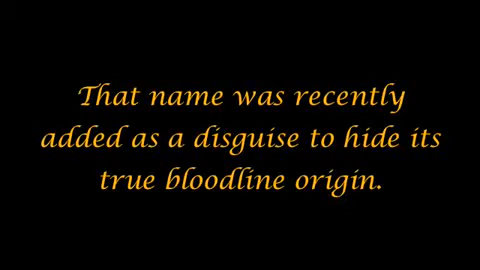 That name was recently
added as a disguise to hide its
true bloodline origin.